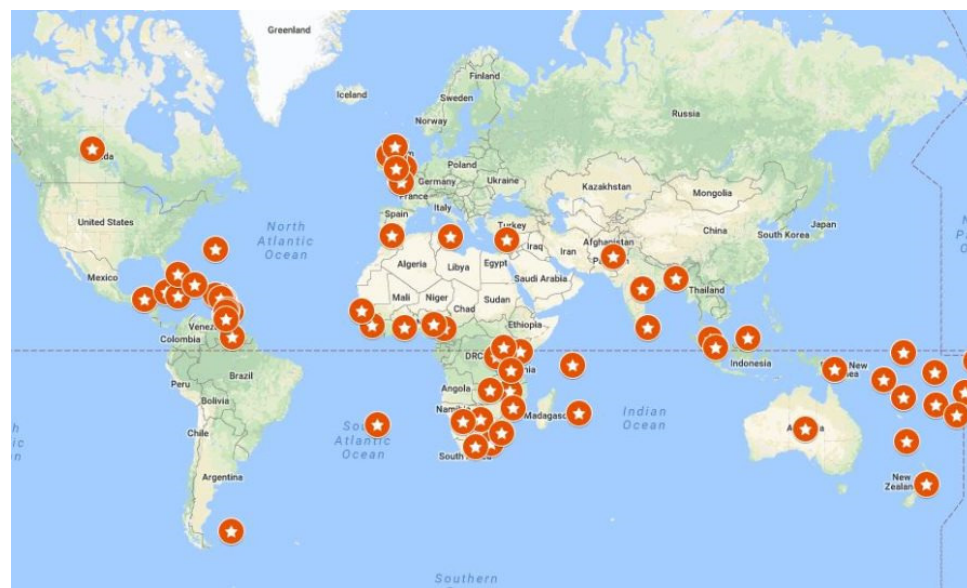 Greenland
Iceland
Finland
Sweden
Norway
Russia
Poland
Germany
Ukraine
France
Kazakhstan
Mongolia
Spain
Italy
Turkey
Japan
China
South Korea
United States
North
Atlantic
Ocean
Iraq
Iran
Afghanistan
Algeria
Libya
Egypt
Saudi Arabia
Mexico
Mali
Niger
Chad
Sudan
Thailand
Ethiopia
Colombia
DRC
Indonesia
Brazil
Peru
Angola
Bolivia
Indian
Ocean
Chile
Atlantic
Ocean
Argentina
New
Southern